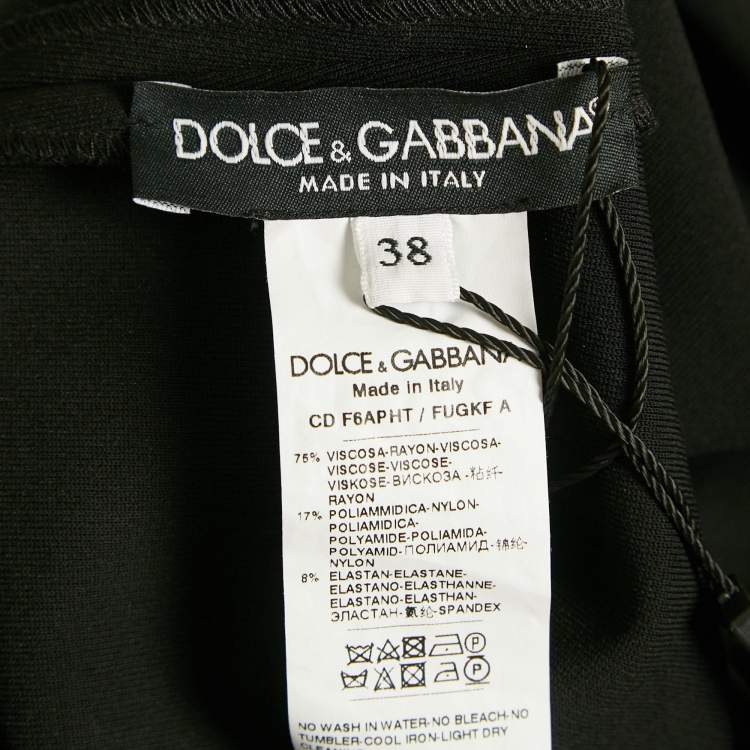 DOLCE & GABBANA
MADE IN ITALY
38
DOLCE & GABBANA
Made in Italy
CD F6APHT / FUGKF A
75% VISCOSA-RAYON-VISCOSA-
VISCOSE-VISCOSE-
VISKOSE-ВИСКОЗА-粘纤-
RAYON
17% POLIAMMIDICA-NYLON-
POLIAMIDICA-
POLYAMIDE-POLIAMIDA-
POLYAMID-ПОЛИАМИД-锦纶-
NYLON
8% ELASTAN-ELASTANE-
ELASTANO-ELASTHANNE-
ELASTANO-ELASTHAN-
ЭЛАСТАН-氨纶-SPANDEX
P
P
NO WASH IN WATER-NO BLEACH-NO
TUMBLER-COOL IRON-LIGHT DRY